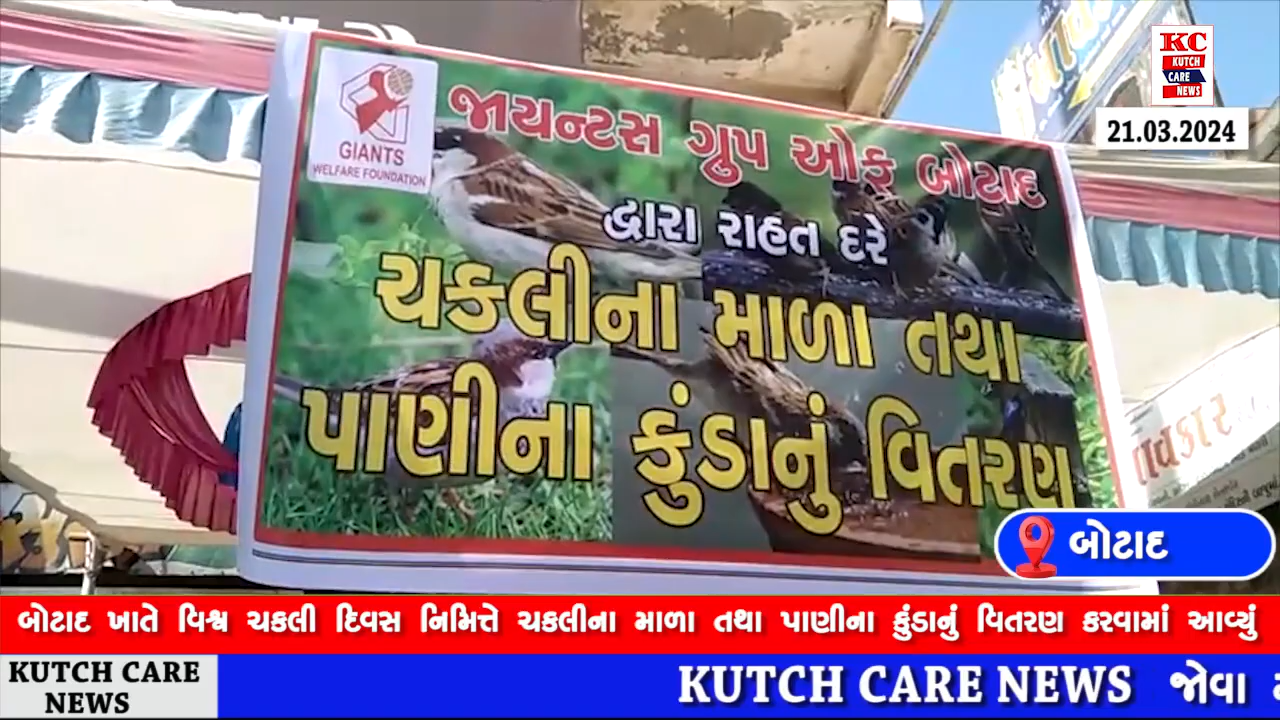 KC
KUTCH
CARE
NEWS
21.03.2024
GIANTS
WELFARE FOUNDATION
જાયન્ટસ ગ્રુપ ઓફ બોટાદ
દ્વારા રાહત દરે
ચકલીના માળા તથા
પાણીના કુંડાનું વિતરણ
બોટાદ
બોટાદ ખાતે વિશ્વ ચકલી દિવસ નિમિત્તે ચકલીના માળા તથા પાણીના કુંડાનું વિતરણ કરવામાં આવ્યું
KUTCH CARE
NEWS
KUTCH CARE NEWS જોવા